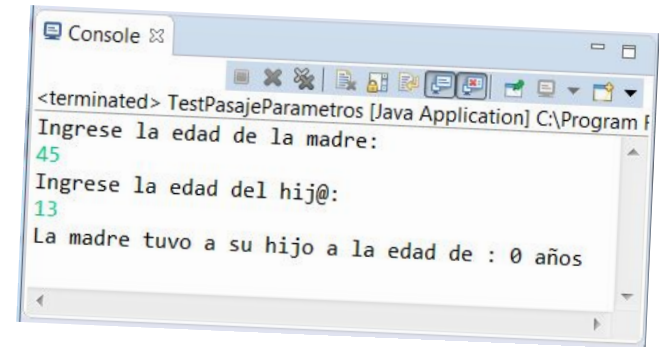 Console
<terminated> TestPasajeParametros [Java Application] C:\Program F
Ingrese la edad de la madre:
45
Ingrese la edad del hij@:
13
La madre tuvo a su hijo a la edad de : 0 años